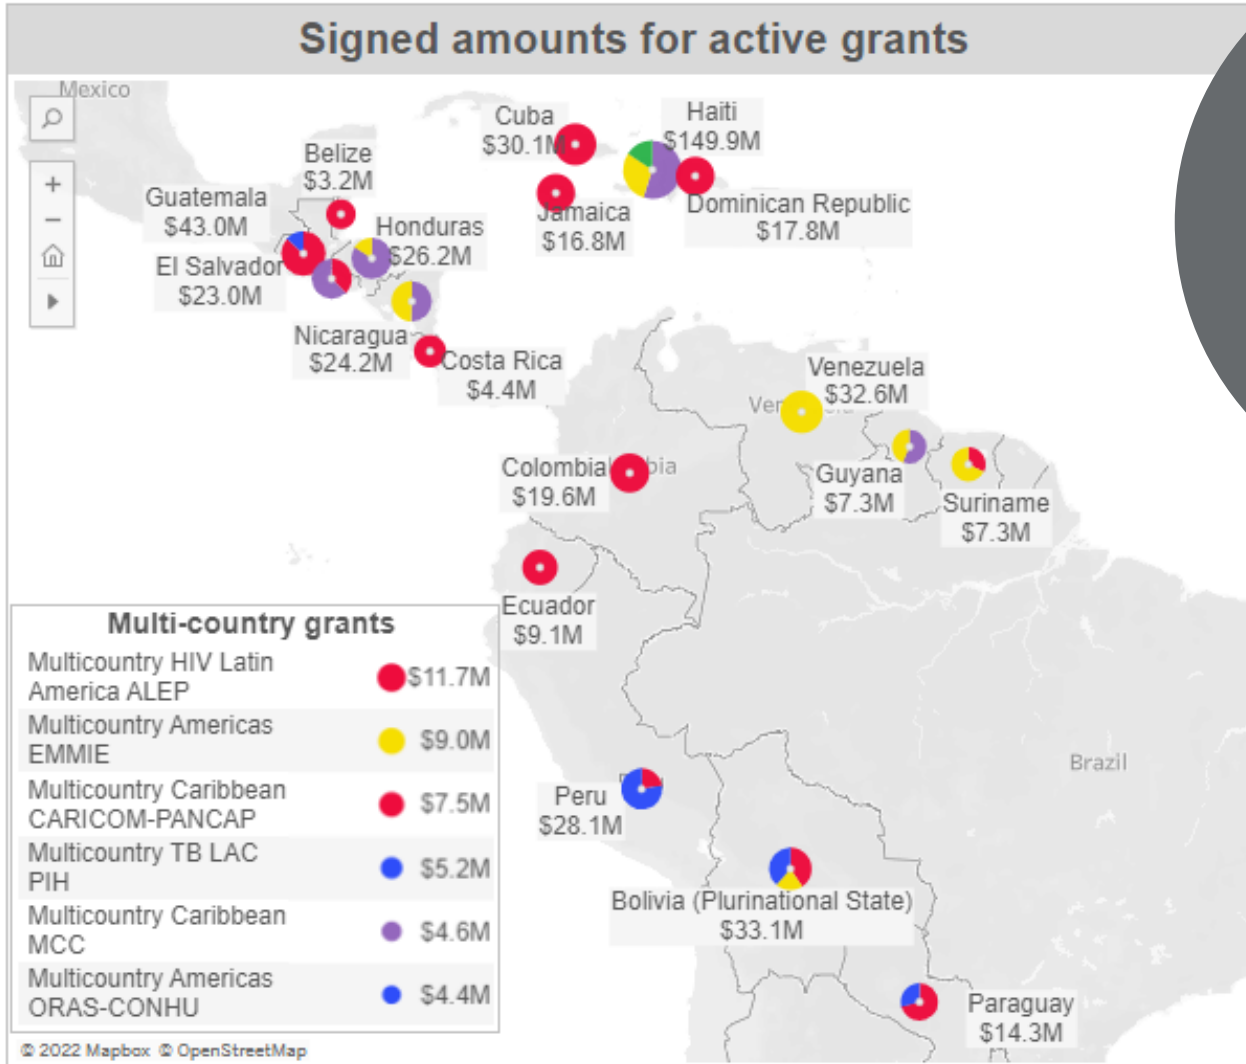 Signed amounts for active grants
Mexico
Cuba
$30.1M
Haiti
$149.9M
Belize
$3.2M
Guatemala
$43.0M
Jamaica
$16.8M
Dominican Republic
$17.8M
Honduras
$26.2M
El Salvador
$23.0M
Nicaragua
$24.2M
Costa Rica
$4.4M
Venezuela
$32.6M
Colombia
$19.6M
Guyana
$7.3M
Suriname
$7.3M
Ecuador
$9.1M
Multi-country grants
Multicountry HIV Latin
America ALEP
$11.7M
Multicountry Americas
EMMIE
$9.0M
Multicountry Caribbean
CARICOM-PANCAP
$7.5M
Multicountry TB LAC
PIH
$5.2M
Multicountry Caribbean
MCC
$4.6M
Multicountry Americas
ORAS-CONHU
$4.4M
Brazil
Peru
$28.1M
Bolivia (Plurinational State)
$33.1M
Paraguay
$14.3M
© 2022 Mapbox © OpenStreetMap